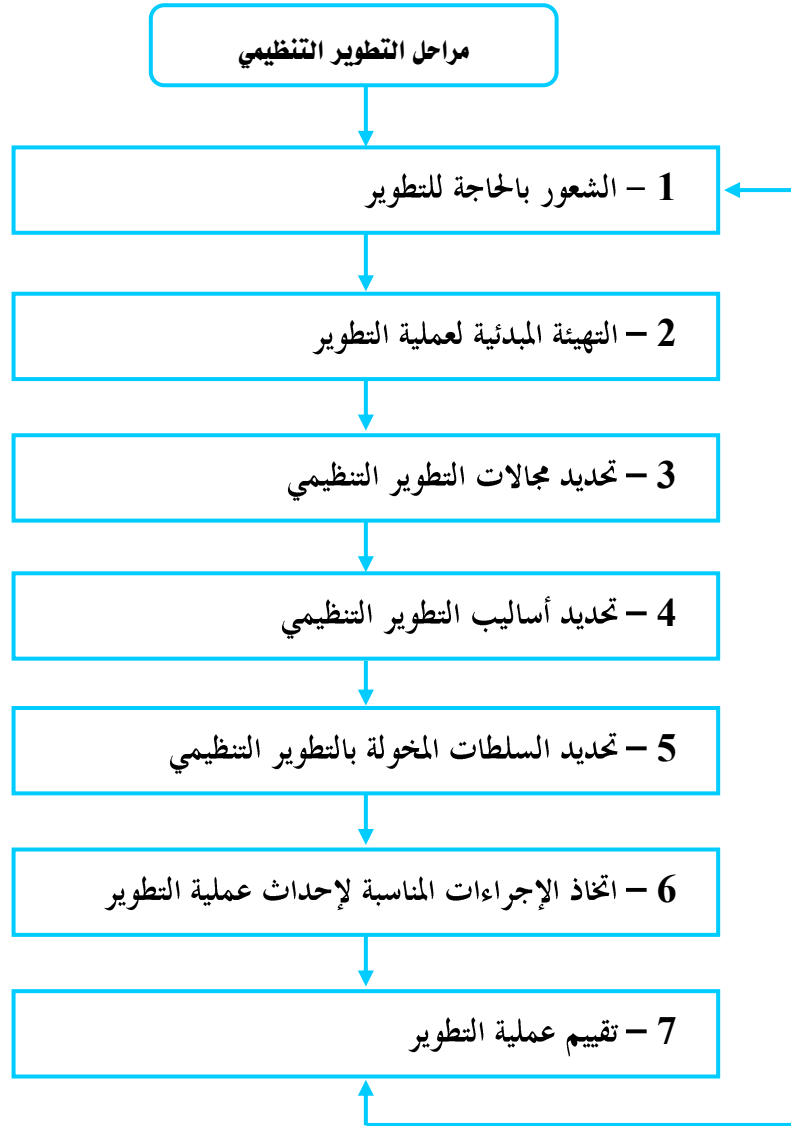 مراحل التطوير التنظيمي
1 – الشعور بالحاجة للتطوير
2 – التهيئة المبدئية لعملية التطوير
3 – تحديد مجالات التطوير التنظيمي
4 – تحديد أساليب التطوير التنظيمي
5 – تحديد السلطات المخولة بالتطوير التنظيمي
6 – اتخاذ الإجراءات المناسبة لإحداث عملية التطوير
7 – تقييم عملية التطوير